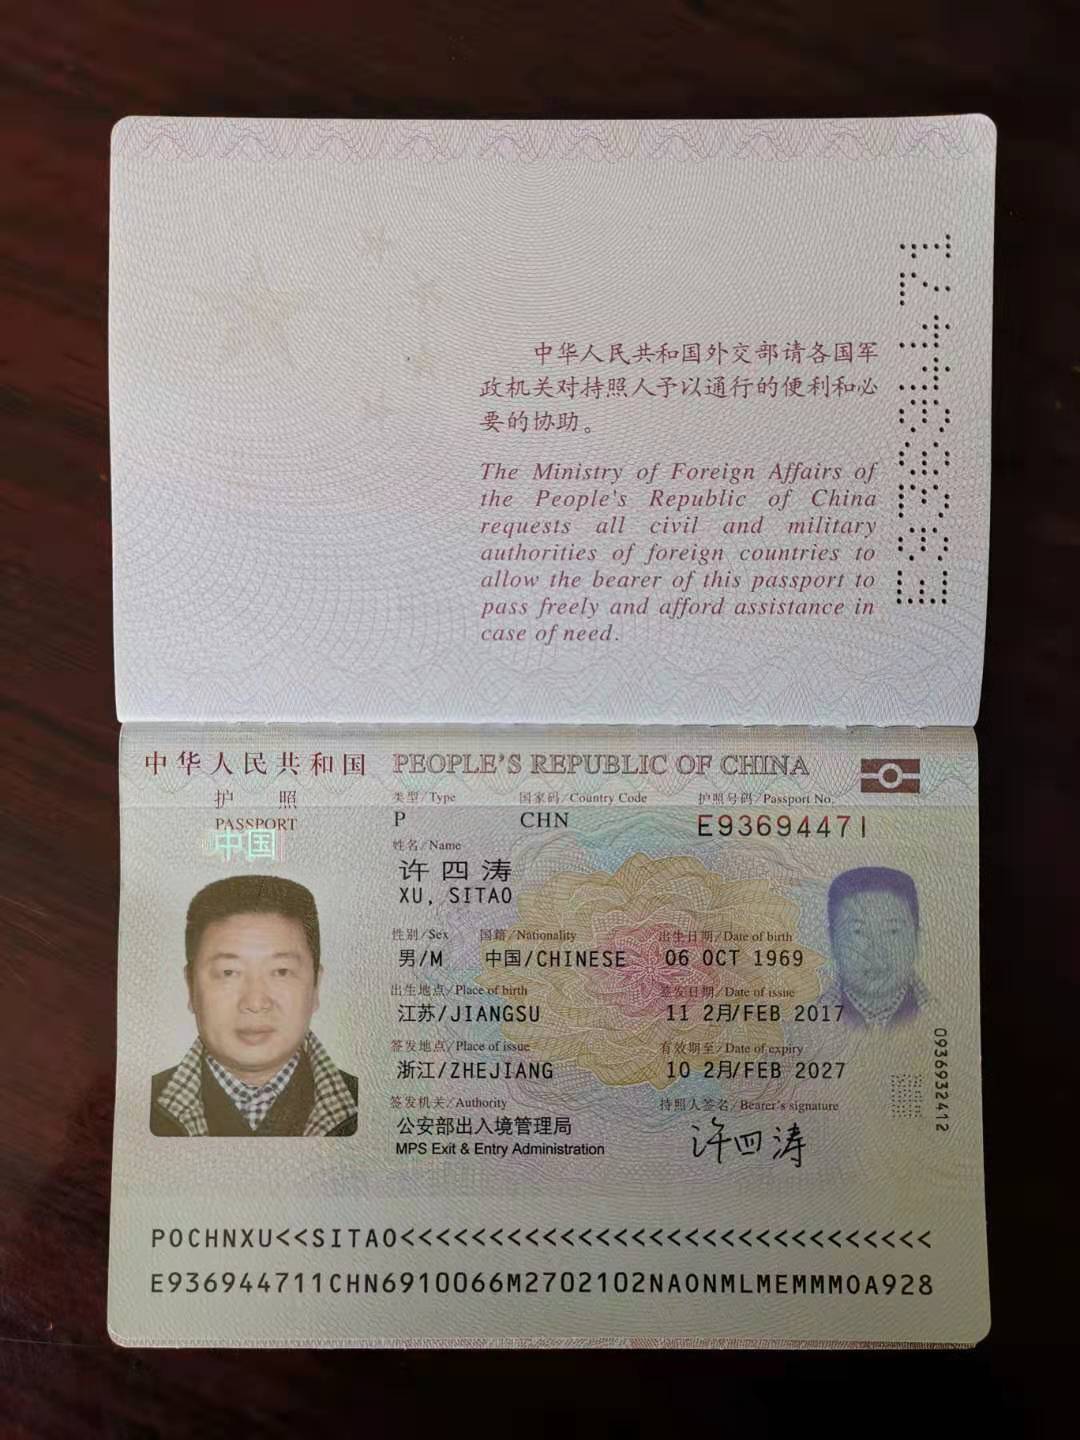 中华人民共和国外交部请各国军
政机关对持照人予以通行的便利和必
要的协助。
The Ministry of Foreign Affairs of
the People's Republic of China
requests all civil and military
authorities of foreign countries to
allow the bearer of this passport to
pass freely and afford assistance in
case of need.
E93694471
中华人民共和国 PEOPLE'S REPUBLIC OF CHINA
护 照
PASSPORT
中国
类型/Type 国家码/Country Code 护照号码/Passport No.
P CHN E93694471
姓名/Name
许四涛
XU, SITAO
性别/Sex 国籍/Nationality 出生日期/Date of birth
男/M 中国/CHINESE 06 OCT 1969
出生地点/Place of birth 签发日期/Date of issue
江苏/JIANGSU 11 2月/FEB 2017
签发地点/Place of issue 有效期至/Date of expiry
浙江/ZHEJIANG 10 2月/FEB 2027
签发机关/Authority 持照人签名/Bearer's signature
公安部出入境管理局 许四涛
MPS Exit & Entry Administration
0936932412
POCHNXU<<SITAO<<<<<<<<<<<<<<<<<<<<<<<<<<<<<<
E936944711CHN6910066M2702102NAONMLMEMMMOA928